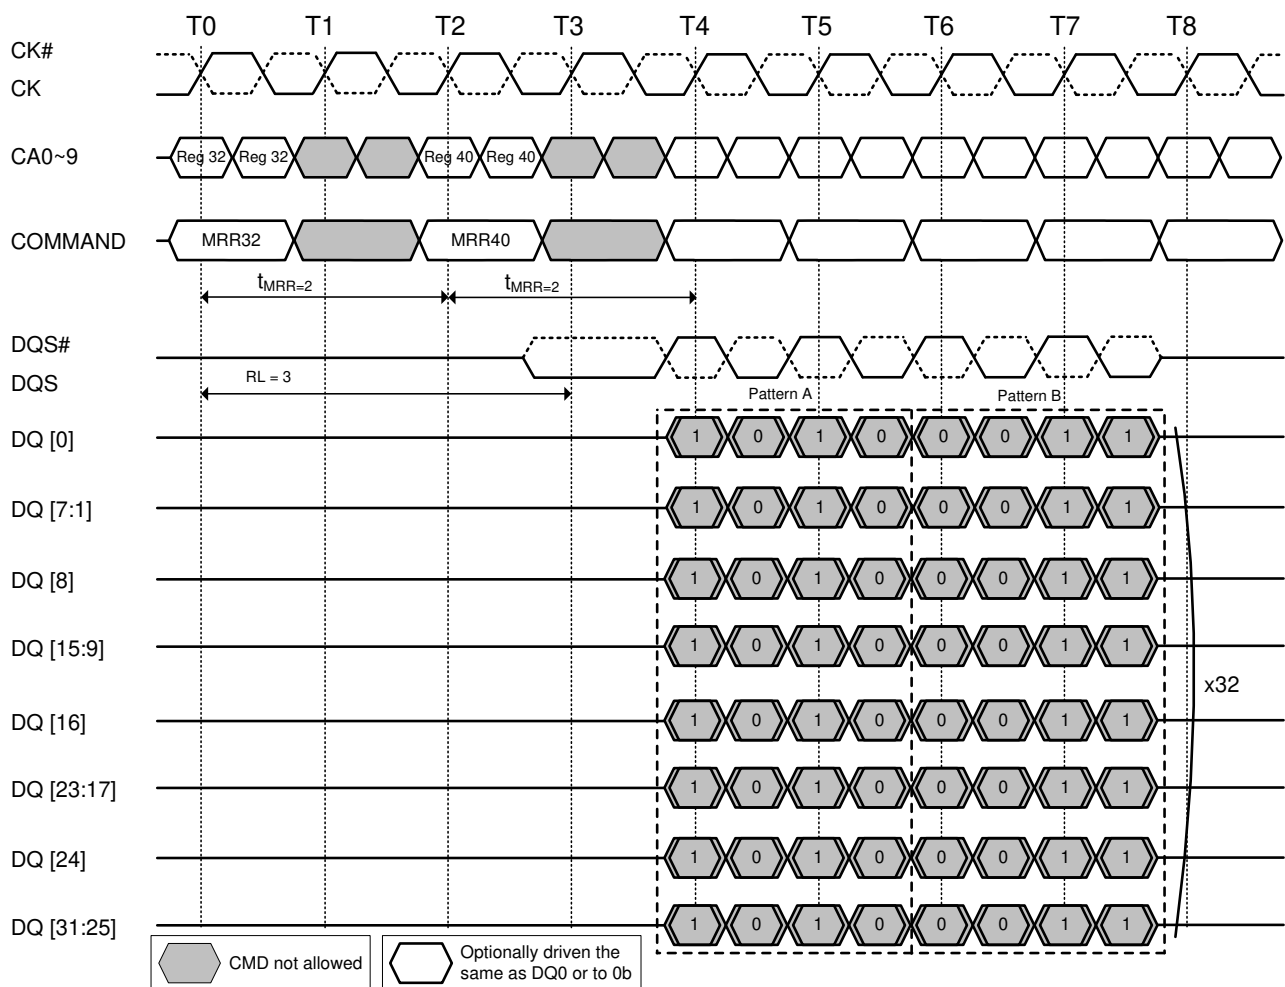 T0 T1 T2 T3 T4 T5 T6 T7 T8
CK#
CK
CA0~9 Reg 32 Reg 32 Reg 40 Reg 40
COMMAND MRR32 MRR40
tMRR=2 tMRR=2
DQS#
DQS RL = 3 Pattern A Pattern B
DQ [0] 1 0 1 0 0 0 1 1
DQ [7:1] 1 0 1 0 0 0 1 1
DQ [8] 1 0 1 0 0 0 1 1
DQ [15:9] 1 0 1 0 0 0 1 1
x32
DQ [16] 1 0 1 0 0 0 1 1
DQ [23:17] 1 0 1 0 0 0 1 1
DQ [24] 1 0 1 0 0 0 1 1
DQ [31:25] 1 0 1 0 0 0 1 1
CMD not allowed
Optionally driven the
same as DQ0 or to 0b